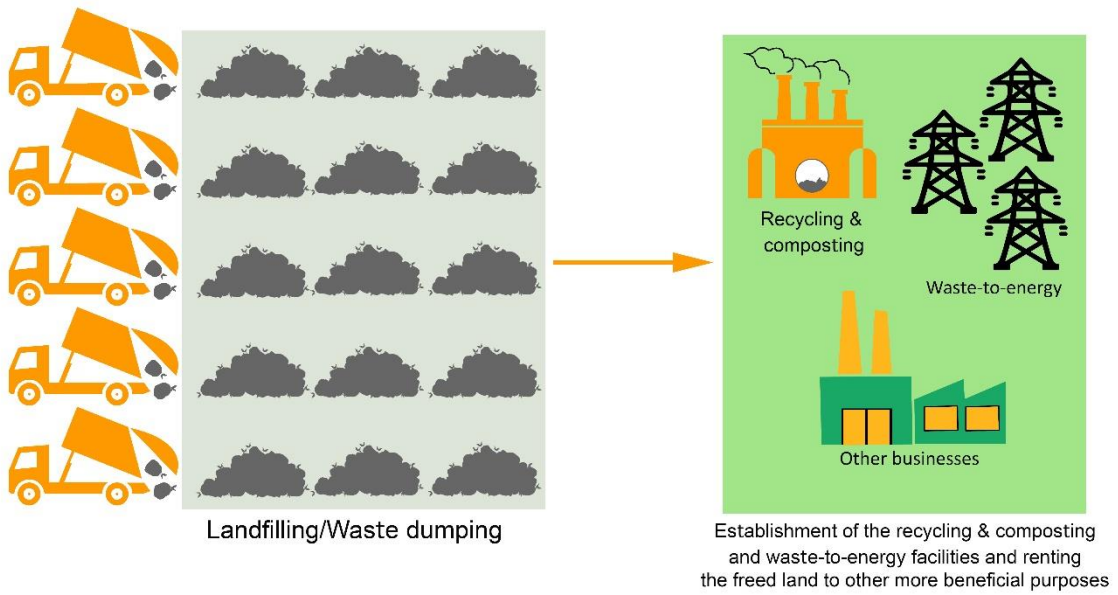 Recycling &
composting
Waste-to-energy
Other businesses
Landfilling/Waste dumping
Establishment of the recycling & composting
and waste-to-energy facilities and renting
the freed land to other more beneficial purposes